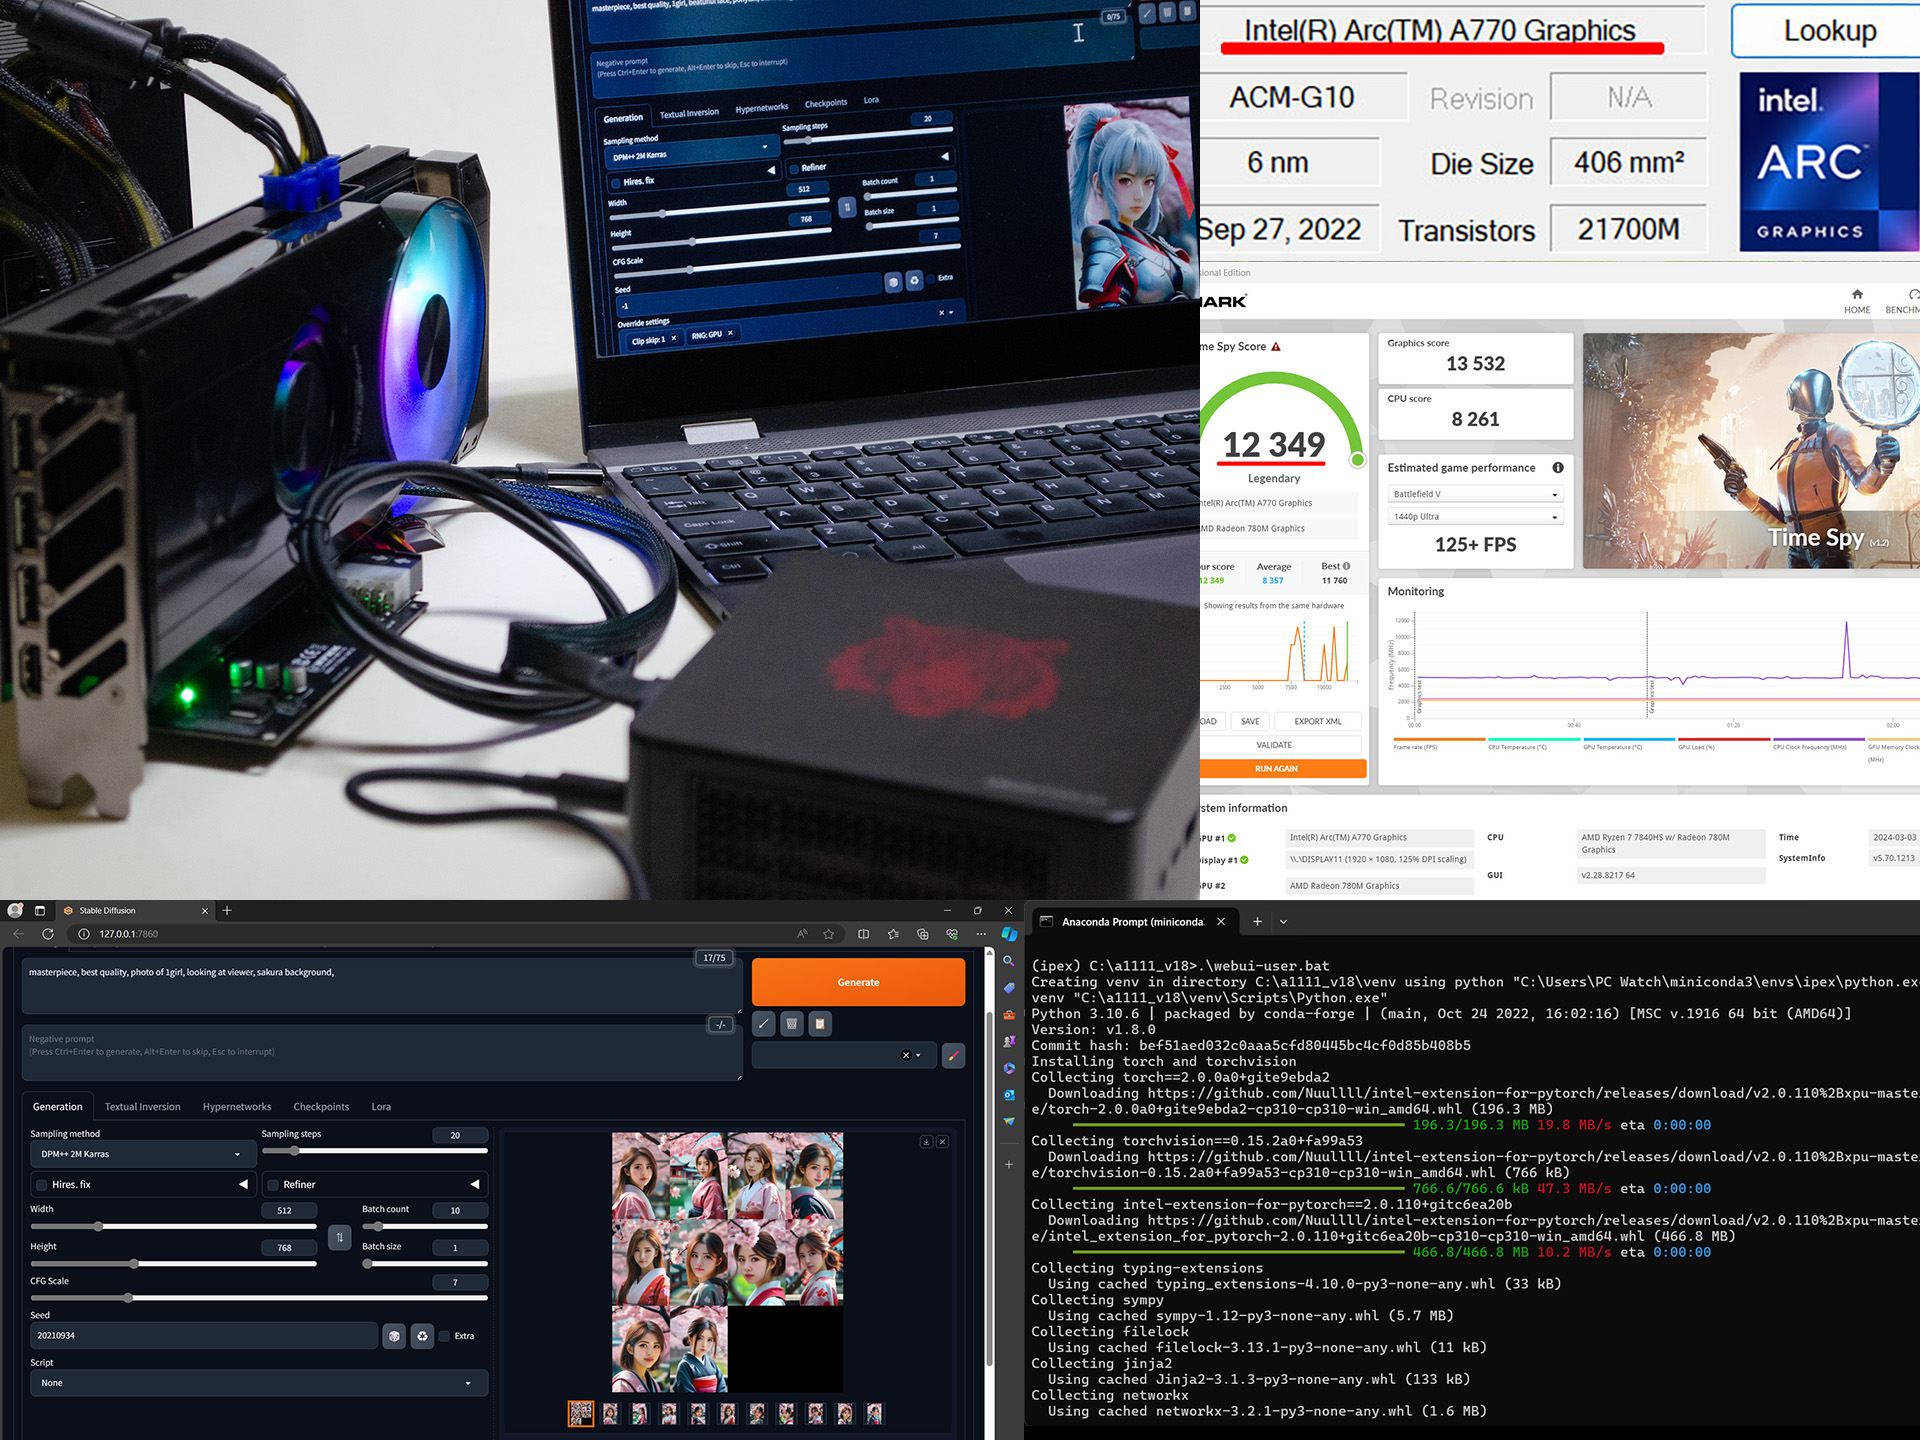 masterpiece, best quality, 1girl, beautiful face,
0/75
Negative prompt
(Press Ctrl+Enter to generate, Alt+Enter to skip, Esc to interrupt)
Generation Textual Inversion Hypernetworks Checkpoints Lora
Sampling method Sampling steps 20
DPM++ 2M Karras
Hires. fix Refiner
Width 512 Batch count 1
Height 768 Batch size 1
CFG Scale 7
Seed
-1 Extra
Override settings
Clip skip: 1 × RNG: GPU ×
Esc
Tab
Caps Lock
Shift
Ctrl
Alt
Intel(R) Arc(TM) A770 Graphics Lookup
ACM-G10 Revision N/A
6 nm Die Size 406 mm²
Sep 27, 2022 Transistors 21700M
intel.
ARC
GRAPHICS
HOME
Graphics score
13 532
CPU score
8 261
12 349
Legendary
Intel(R) Arc(TM) A770 Graphics
AMD Radeon 780M Graphics
Estimated game performance
Battlefield V
1440p Ultra
125+ FPS
Time Spy (v1.2)
score Average Best
12 349 8 357 11 760
Showing results from the same hardware
2500 5000 7500 10000
SAVE EXPORT XML
VALIDATE
RUN AGAIN
Monitoring
Frequency (MHz)
12000
10000
8000
6000
4000
2000
0
Graphics test
Graphics test
00:00 00:40 01:20 02:00
Frame rate (FPS) CPU Temperature (°C) GPU Temperature (°C) GPU Load (%) CPU Clock Frequency (MHz) GPU Memory Clock
(MHz)
System information
GPU #1 Intel(R) Arc(TM) A770 Graphics CPU AMD Ryzen 7 7840HS w/ Radeon 780M Graphics Time 2024-03-03
Display #1 \\.\DISPLAY11 (1920 × 1080, 125% DPI scaling) SystemInfo v5.70.1213
GPU #2 AMD Radeon 780M Graphics GUI v2.28.8217 64
Stable Diffusion
127.0.0.1:7860
17/75
masterpiece, best quality, photo of 1girl, looking at viewer, sakura background,
Generate
-/-
Negative prompt
(Press Ctrl+Enter to generate, Alt+Enter to skip, Esc to interrupt)
Generation Textual Inversion Hypernetworks Checkpoints Lora
Sampling method Sampling steps 20
DPM++ 2M Karras
Hires. fix Refiner
Width 512 Batch count 10
Height 768 Batch size 1
CFG Scale 7
Seed
20210934 Extra
Script
None
Anaconda Prompt (miniconda
(ipex) C:\a1111_v18>.\webui-user.bat
Creating venv in directory C:\a1111_v18\venv using python "C:\Users\PC Watch\miniconda3\envs\ipex\python.exe
venv "C:\a1111_v18\venv\Scripts\Python.exe"
Python 3.10.6 | packaged by conda-forge | (main, Oct 24 2022, 16:02:16) [MSC v.1916 64 bit (AMD64)]
Version: v1.8.0
Commit hash: bef51aed032c0aaa5cfd80445bc4cf0d85b408b5
Installing torch and torchvision
Collecting torch==2.0.0a0+gite9ebda2
Downloading https://github.com/Nuullll/intel-extension-for-pytorch/releases/download/v2.0.110%2Bxpu-maste
e/torch-2.0.0a0+gite9ebda2-cp310-cp310-win_amd64.whl (196.3 MB)
196.3/196.3 MB 19.8 MB/s eta 0:00:00
Collecting torchvision==0.15.2a0+fa99a53
Downloading https://github.com/Nuullll/intel-extension-for-pytorch/releases/download/v2.0.110%2Bxpu-maste
e/torchvision-0.15.2a0+fa99a53-cp310-cp310-win_amd64.whl (766 kB)
766.6/766.6 kB 47.3 MB/s eta 0:00:00
Collecting intel-extension-for-pytorch==2.0.110+gitc6ea20b
Downloading https://github.com/Nuullll/intel-extension-for-pytorch/releases/download/v2.0.110%2Bxpu-maste
e/intel_extension_for_pytorch-2.0.110+gitc6ea20b-cp310-cp310-win_amd64.whl (466.8 MB)
466.8/466.8 MB 10.2 MB/s eta 0:00:00
Collecting typing-extensions
Using cached typing_extensions-4.10.0-py3-none-any.whl (33 kB)
Collecting sympy
Using cached sympy-1.12-py3-none-any.whl (5.7 MB)
Collecting filelock
Using cached filelock-3.13.1-py3-none-any.whl (11 kB)
Collecting jinja2
Using cached Jinja2-3.1.3-py3-none-any.whl (133 kB)
Collecting networkx
Using cached networkx-3.2.1-py3-none-any.whl (1.6 MB)